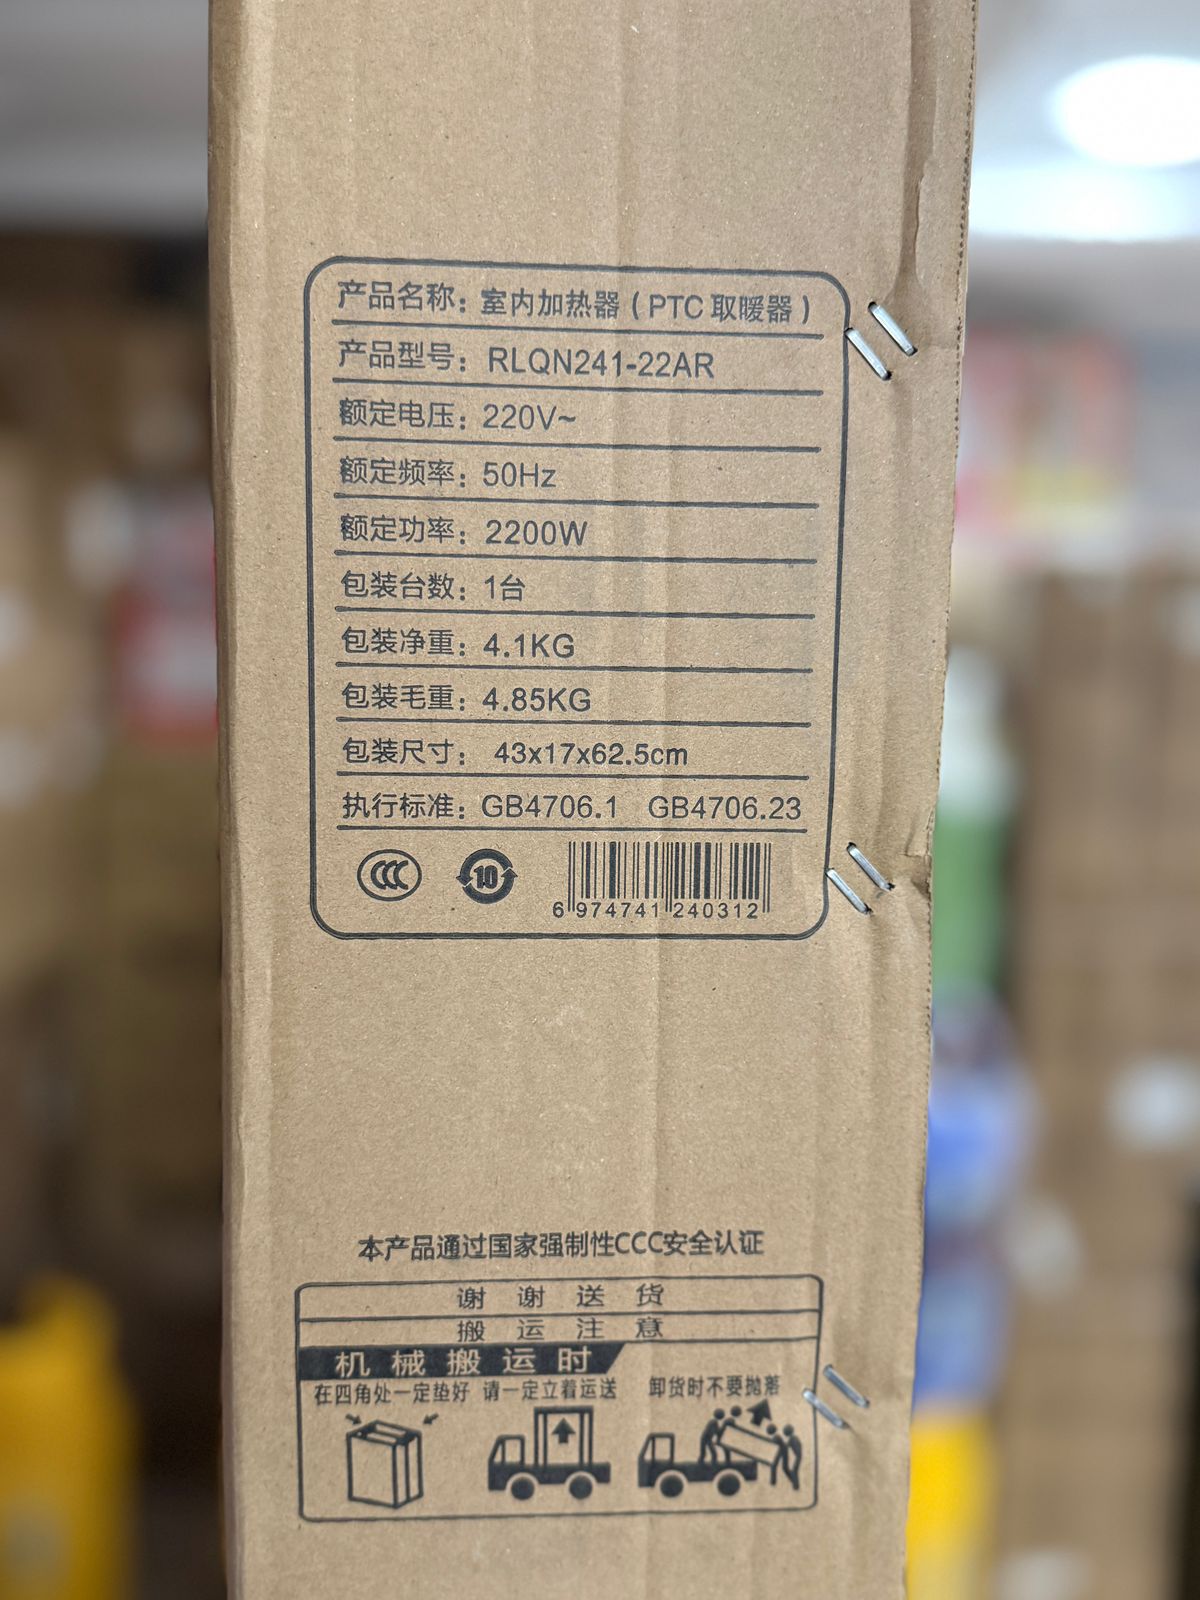 产品名称：室内加热器（PTC 取暖器）
产品型号：RLQN241-22AR
额定电压：220V~
额定频率：50Hz
额定功率：2200W
包装台数：1台
包装净重：4.1KG
包装毛重：4.85KG
包装尺寸：43x17x62.5cm
执行标准：GB4706.1 GB4706.23
CCC 10
6 974741 240312
本产品通过国家强制性CCC安全认证
谢谢送货
搬运注意
机械搬运时
在四角处一定垫好 请一定立着运送 卸货时不要抛落